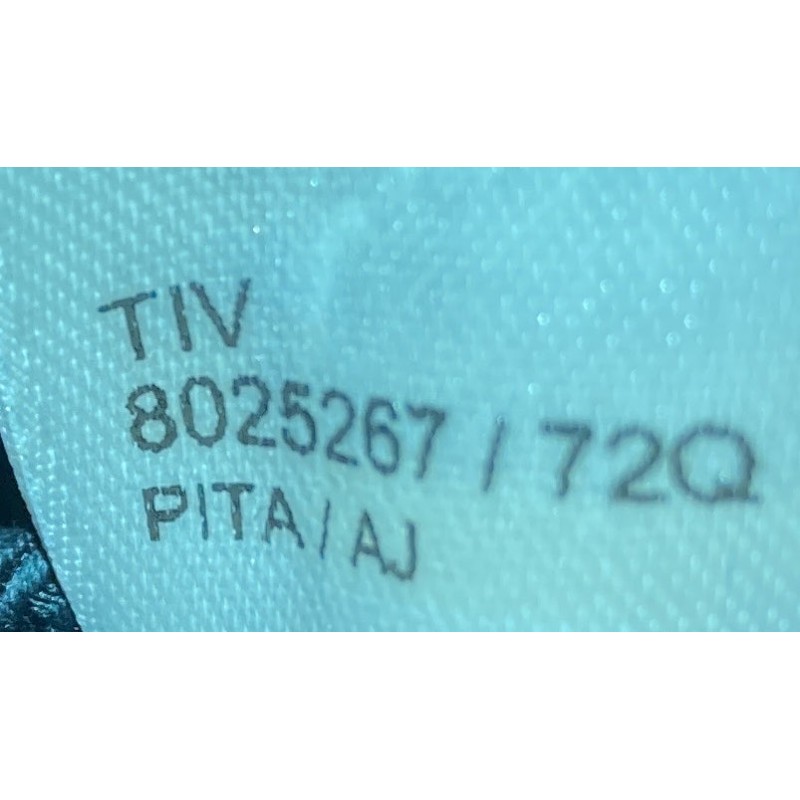 TIV
8025267 / 72Q
PITA / AJ